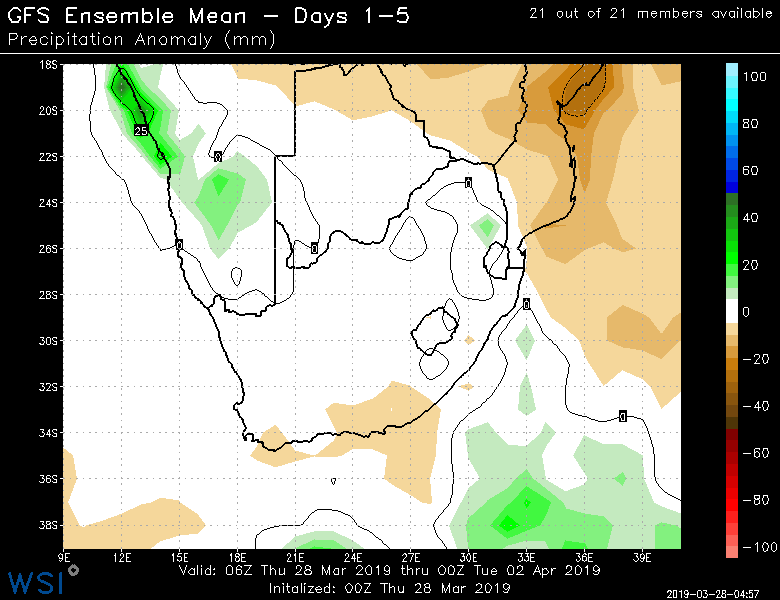 GFS Ensemble Mean - Days 1-5
21 out of 21 members available
Precipitation Anomaly (mm)
18S
20S
22S
24S
26S
28S
30S
32S
34S
36S
38S
25
0
0
0
0
0
0
100
80
60
40
20
0
-20
-40
-60
-80
-100
9E 12E 15E 18E 21E 24E 27E 30E 33E 36E 39E
Valid: 06Z Thu 28 Mar 2019 thru 00Z Tue 02 Apr 2019
Initalized: 00Z Thu 28 Mar 2019
WSI
2019-03-28-04:57